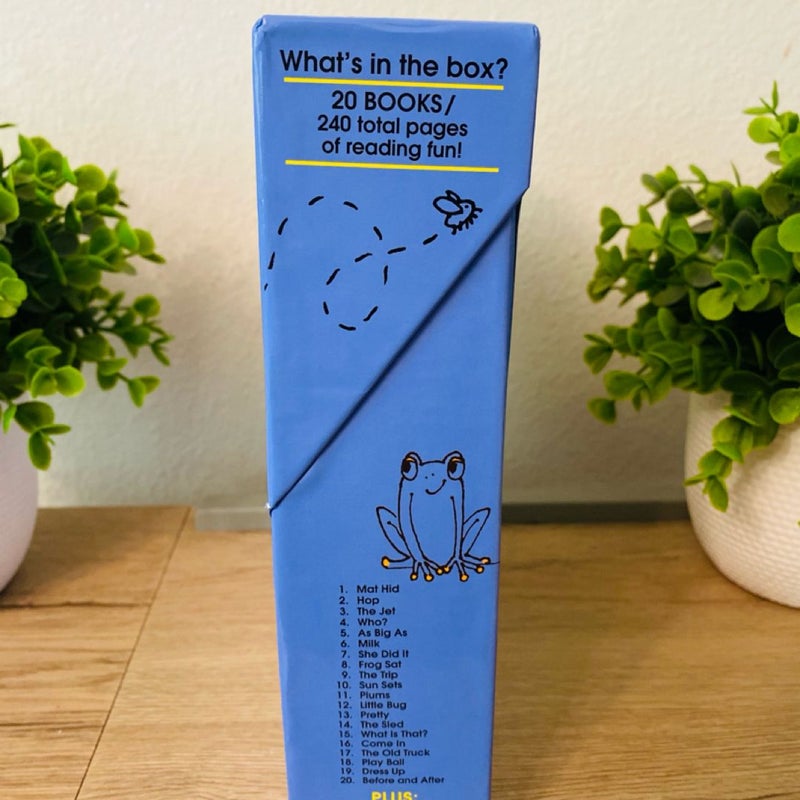 What's in the box?
20 BOOKS/
240 total pages
of reading fun!
1. Mat Hid
2. Hop
3. The Jet
4. Who?
5. As Big As
6. Milk
7. She Did It
8. Frog Sat
9. The Trip
10. Sun Sets
11. Plums
12. Little Bug
13. Pretty
14. The Sled
15. What Is That?
16. Come In
17. The Old Truck
18. Play Ball
19. Dress Up
20. Before and After
PLUS: